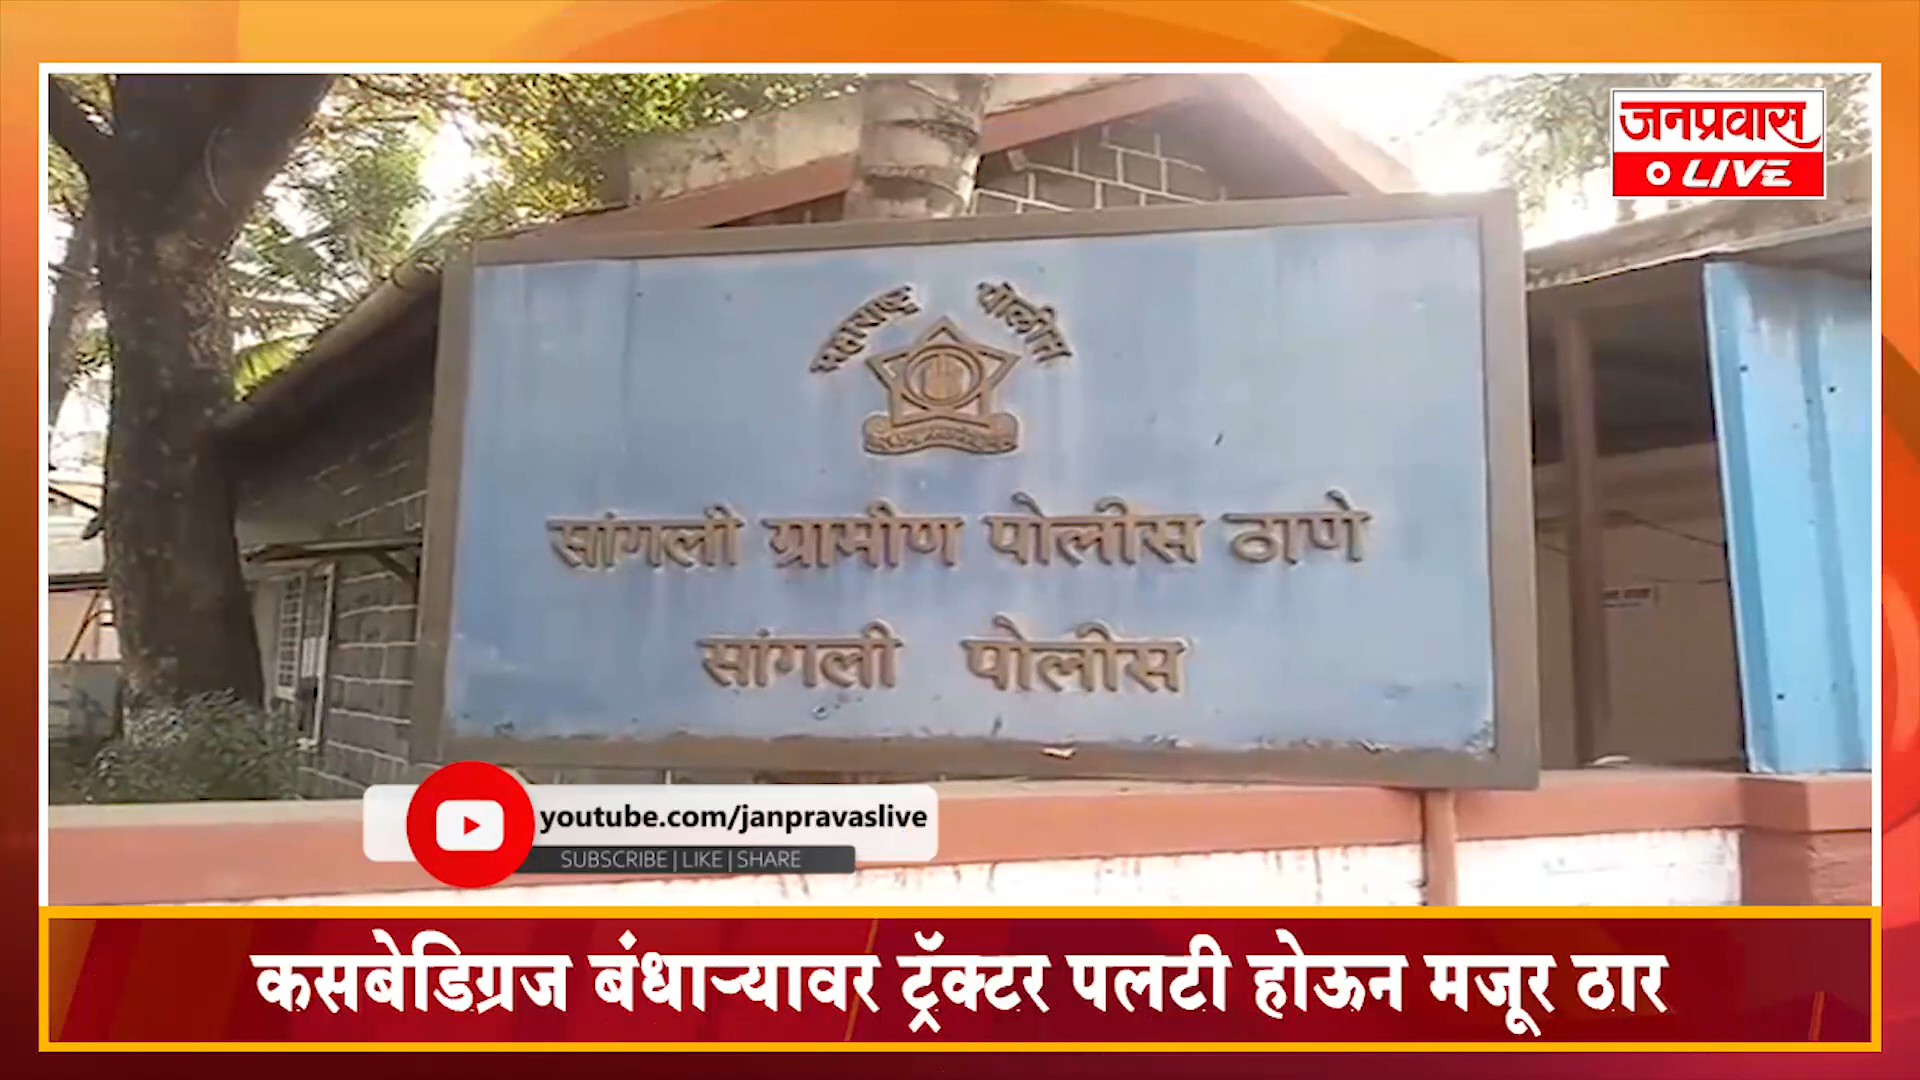 जनप्रवास
LIVE
महाराष्ट्र पोलीस
सांगली ग्रामीण पोलीस ठाणे
सांगली पोलीस
youtube.com/janpravaslive
SUBSCRIBE | LIKE | SHARE
कसबेडिग्रज बंधाऱ्यावर ट्रॅक्टर पलटी होऊन मजूर ठार